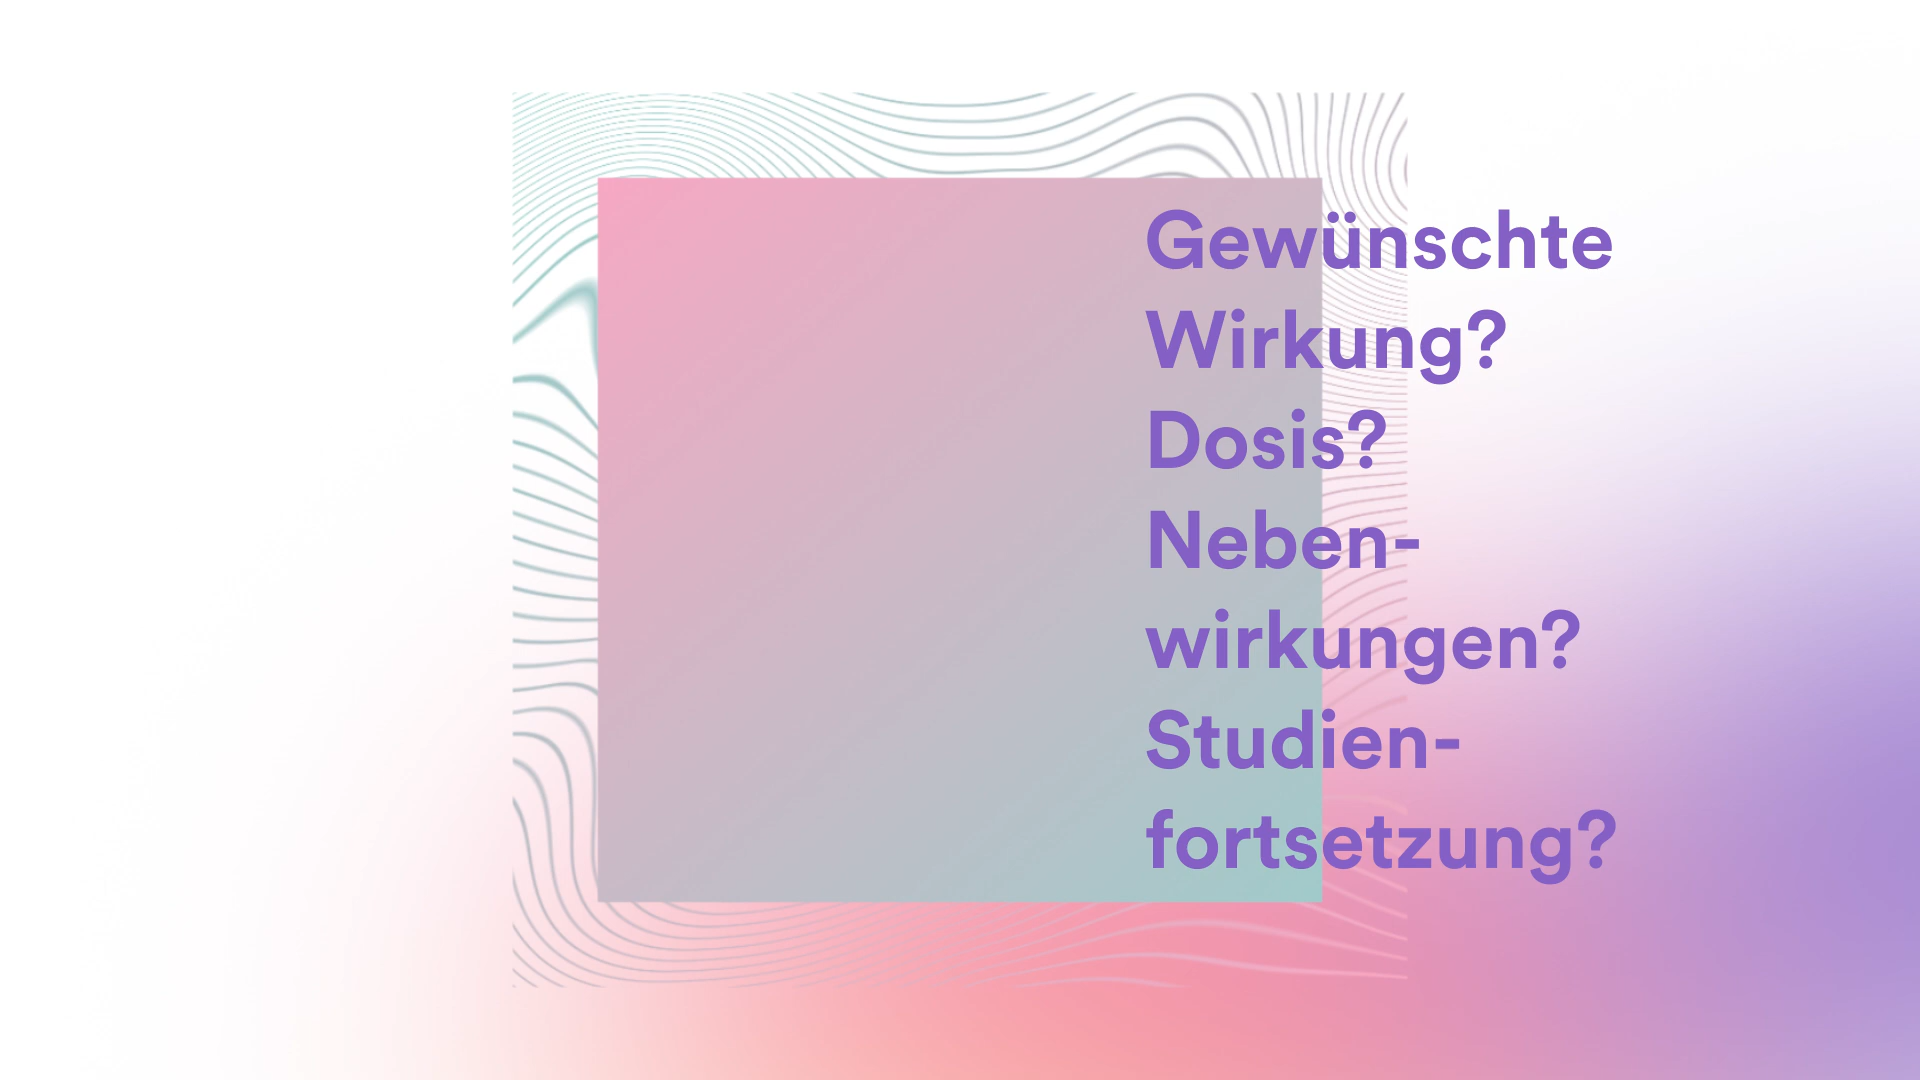 Gewünschte
Wirkung?
Dosis?
Neben-
wirkungen?
Studien-
fortsetzung?